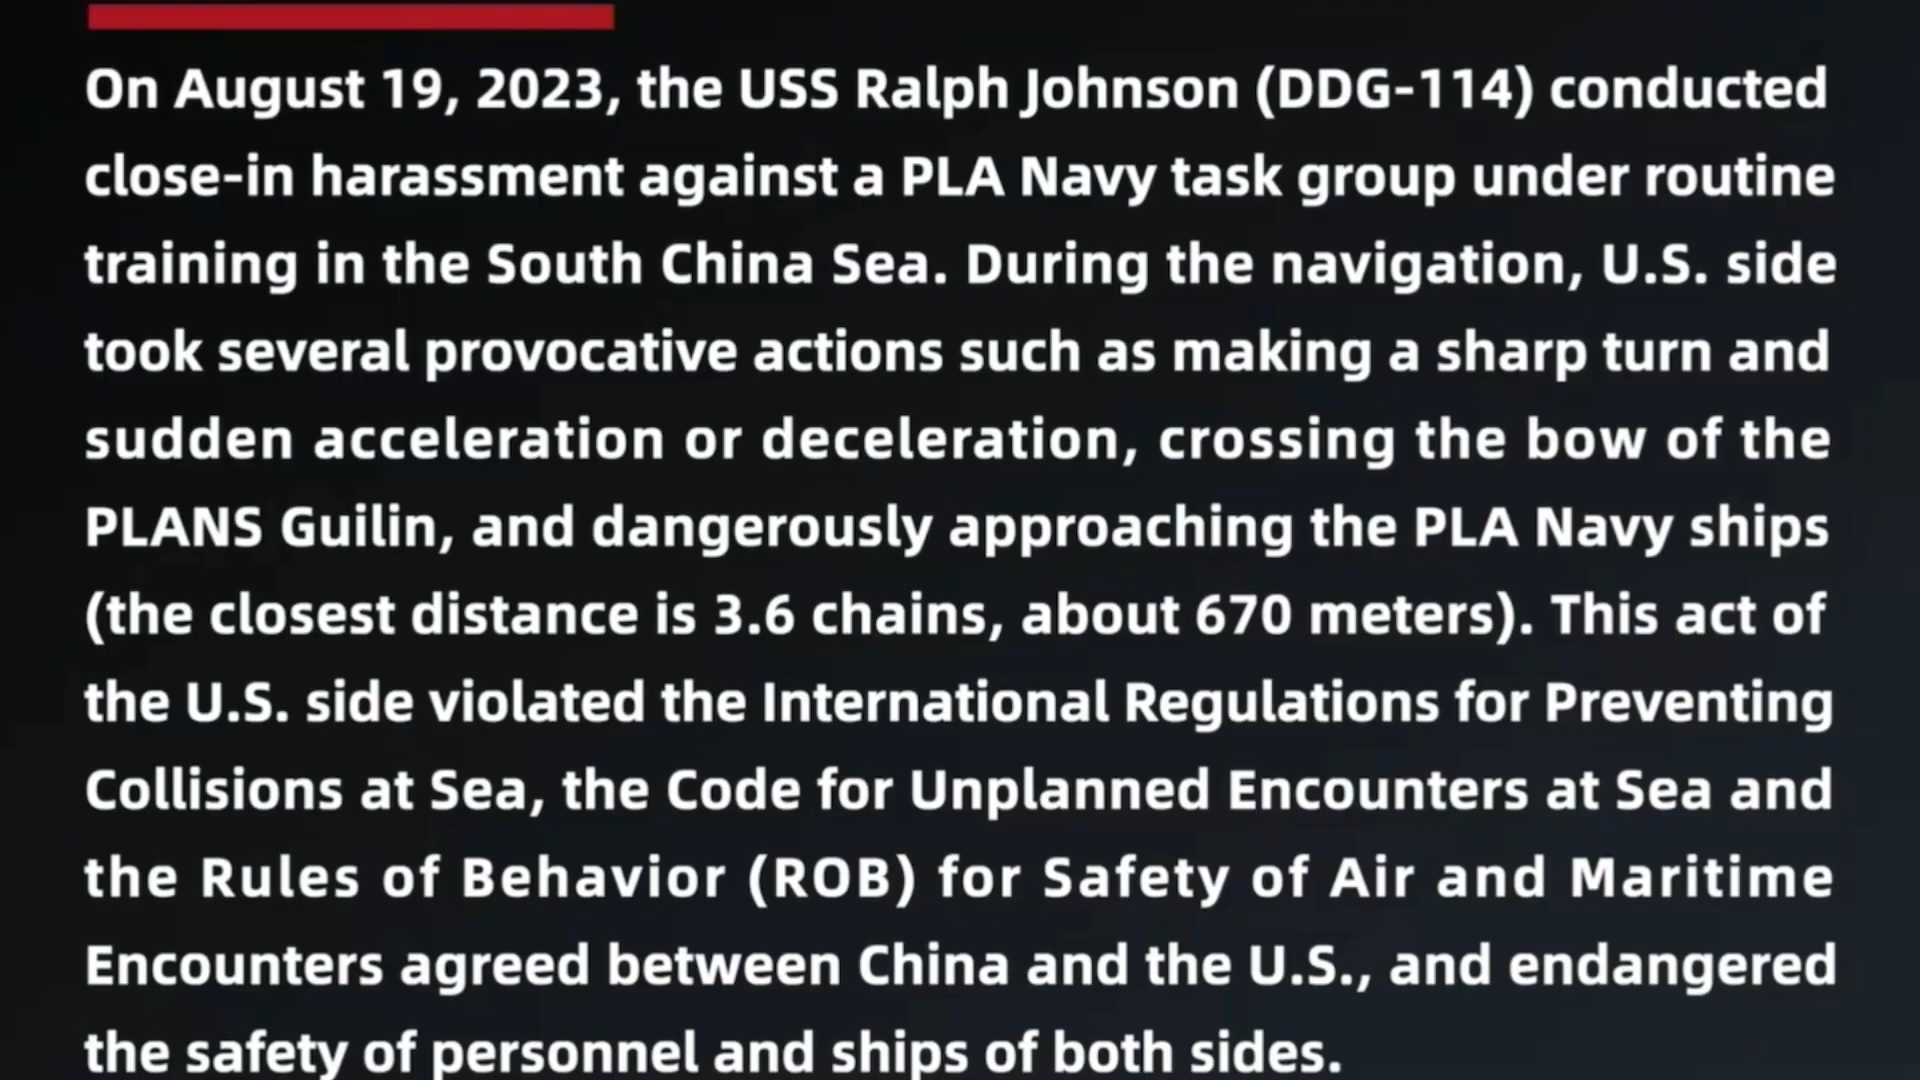 On August 19, 2023, the USS Ralph Johnson (DDG-114) conducted
close-in harassment against a PLA Navy task group under routine
training in the South China Sea. During the navigation, U.S. side
took several provocative actions such as making a sharp turn and
sudden acceleration or deceleration, crossing the bow of the
PLANS Guilin, and dangerously approaching the PLA Navy ships
(the closest distance is 3.6 chains, about 670 meters). This act of
the U.S. side violated the International Regulations for Preventing
Collisions at Sea, the Code for Unplanned Encounters at Sea and
the Rules of Behavior (ROB) for Safety of Air and Maritime
Encounters agreed between China and the U.S., and endangered
the safety of personnel and ships of both sides.